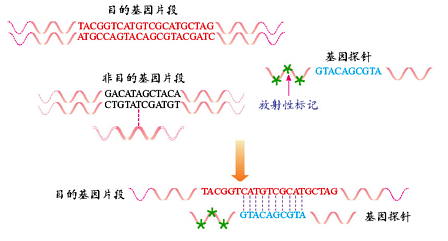 目的基因片段
TACGGTCATGTCGCATGCTAG
ATGCCAGTACAGCGTACGATC
基因探针
GTACAGCGTA
放射性标记
非目的基因片段
GACATAGCTACA
CTGTATCGATGT
目的基因片段
TACGGTCATGTCGCATGCTAG
GTACAGCGTA
基因探针